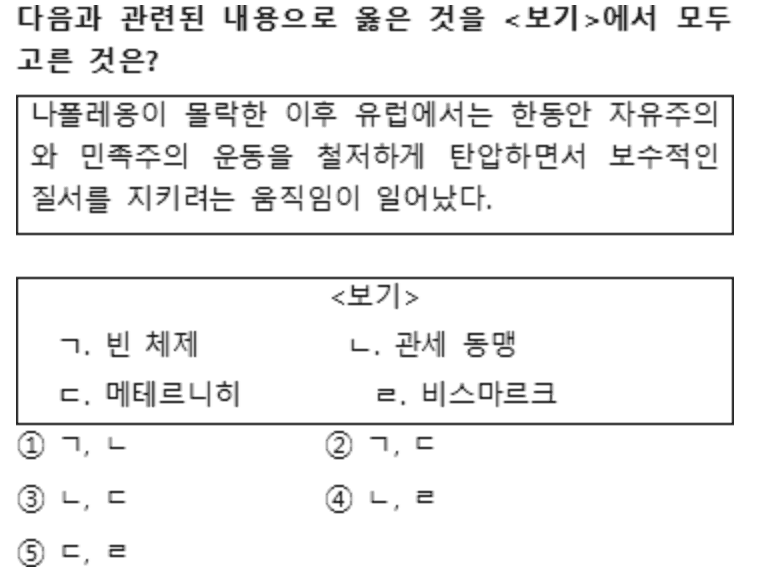 다음과 관련된 내용으로 옳은 것을 <보기>에서 모두
고른 것은?
나폴레옹이 몰락한 이후 유럽에서는 한동안 자유주의
와 민족주의 운동을 철저하게 탄압하면서 보수적인
질서를 지키려는 움직임이 일어났다.
<보기>
ㄱ. 빈 체제 ㄴ. 관세 동맹
ㄷ. 메테르니히 ㄹ. 비스마르크
① ㄱ, ㄴ ② ㄱ, ㄷ
③ ㄴ, ㄷ ④ ㄴ, ㄹ
⑤ ㄷ, ㄹ